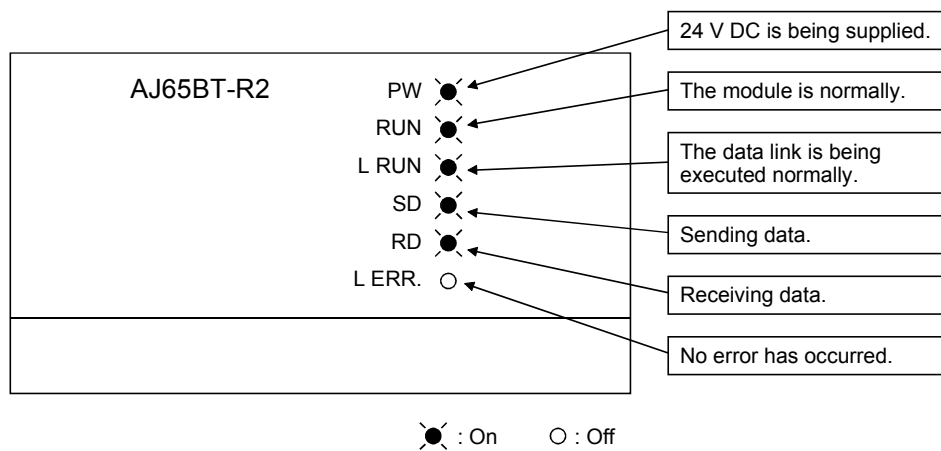 AJ65BT-R2
PW
RUN
L RUN
SD
RD
L ERR.
24 V DC is being supplied.
The module is normally.
The data link is being
executed normally.
Sending data.
Receiving data.
No error has occurred.
: On
: Off